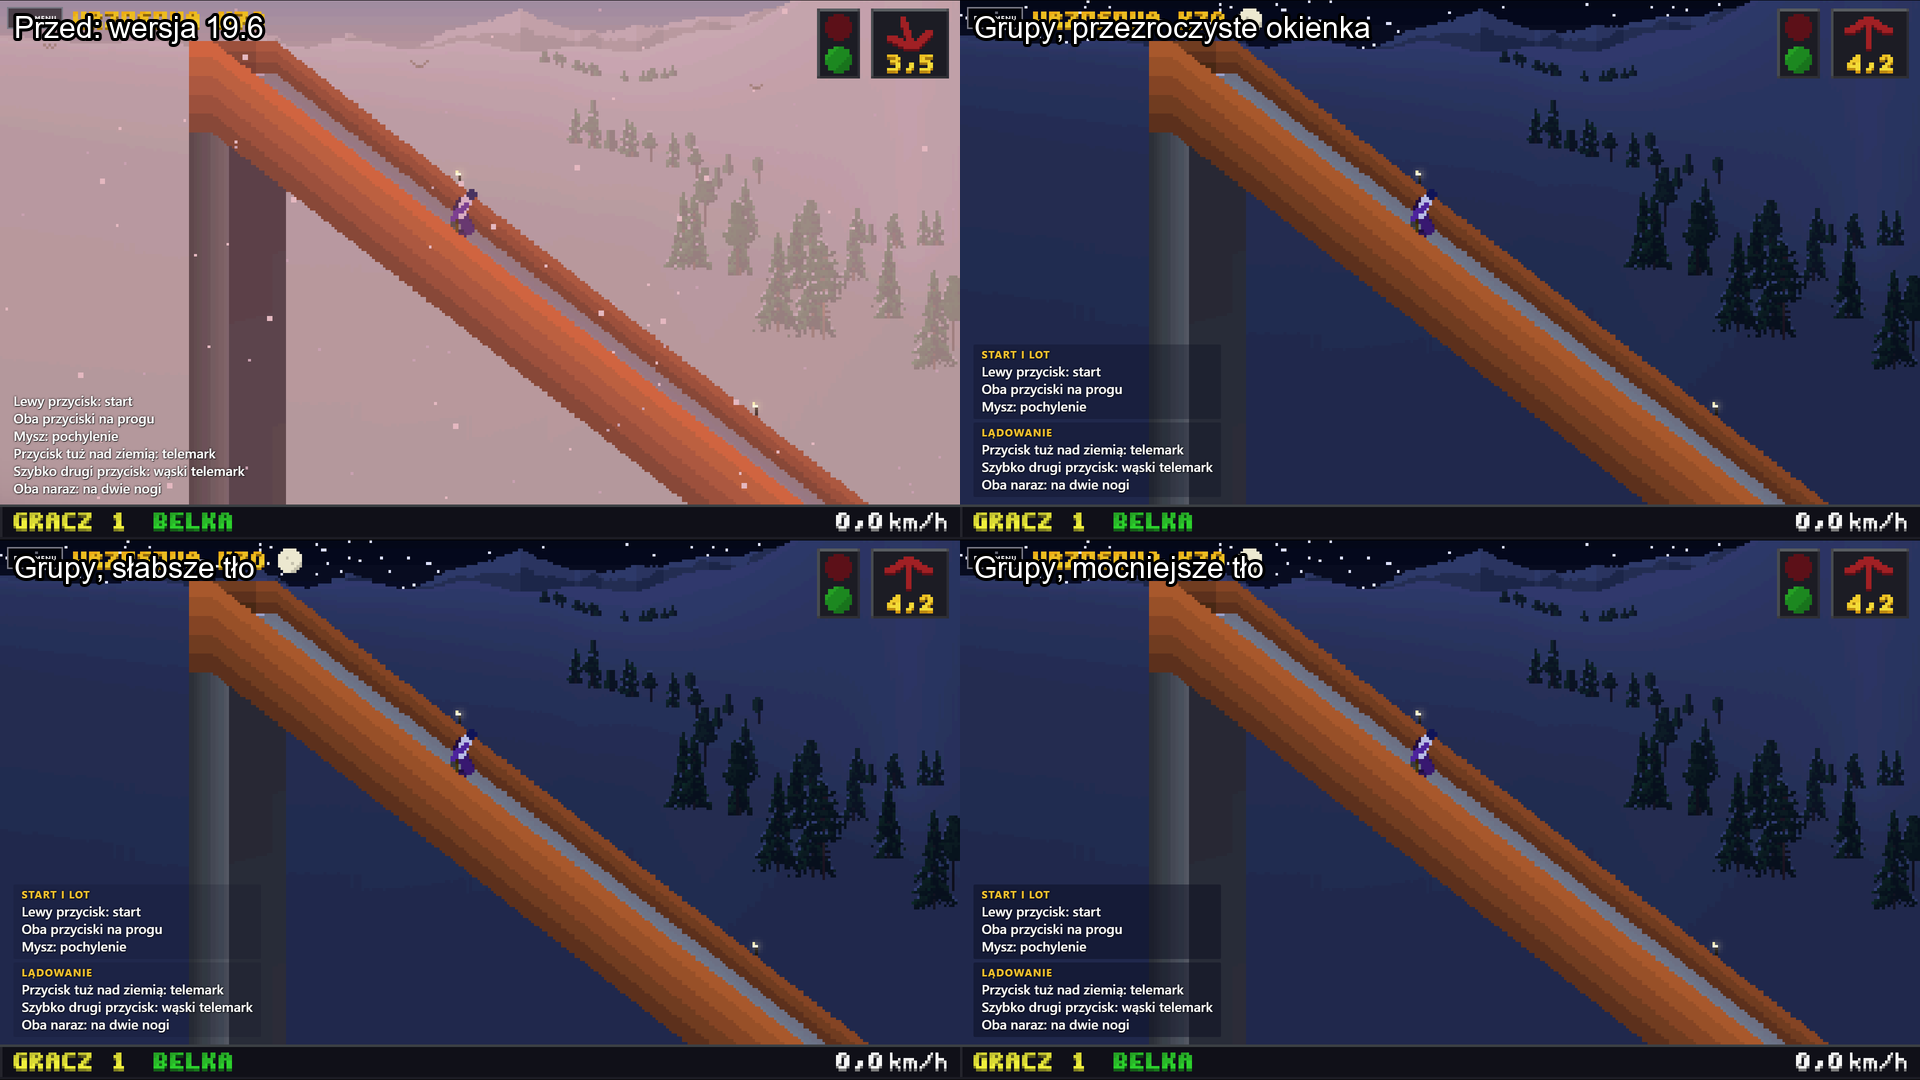 Przed: wersja 19.6
3,5
Lewy przycisk: start
Oba przyciski na progu
Mysz: pochylenie
Przycisk tuż nad ziemią: telemark
Szybko drugi przycisk: wąski telemark
Oba naraz: na dwie nogi
GRACZ 1 BELKA
0,0 km/h
Grupy, przezroczyste okienka
4,2
START I LOT
Lewy przycisk: start
Oba przyciski na progu
Mysz: pochylenie
LĄDOWANIE
Przycisk tuż nad ziemią: telemark
Szybko drugi przycisk: wąski telemark
Oba naraz: na dwie nogi
GRACZ 1 BELKA
0,0 km/h
Grupy, słabsze tło
4,2
START I LOT
Lewy przycisk: start
Oba przyciski na progu
Mysz: pochylenie
LĄDOWANIE
Przycisk tuż nad ziemią: telemark
Szybko drugi przycisk: wąski telemark
Oba naraz: na dwie nogi
GRACZ 1 BELKA
0,0 km/h
Grupy, mocniejsze tło
4,2
START I LOT
Lewy przycisk: start
Oba przyciski na progu
Mysz: pochylenie
LĄDOWANIE
Przycisk tuż nad ziemią: telemark
Szybko drugi przycisk: wąski telemark
Oba naraz: na dwie nogi
GRACZ 1 BELKA
0,0 km/h